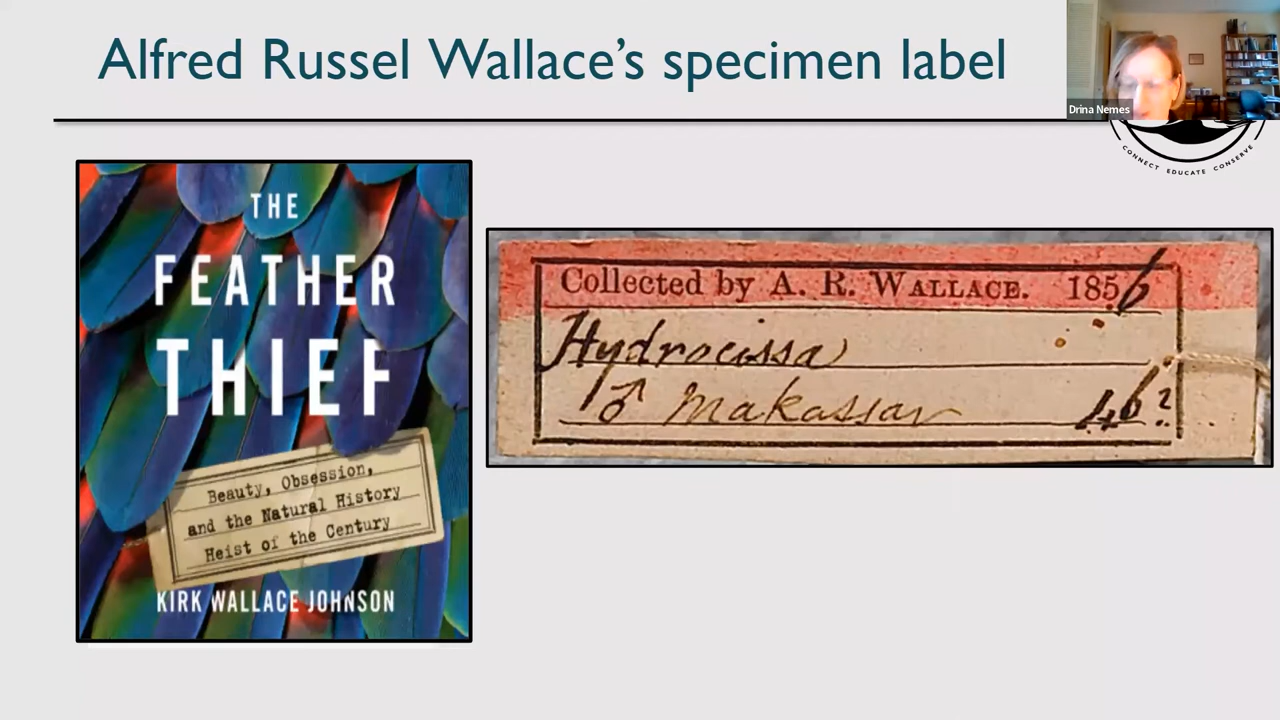 Alfred Russel Wallace's specimen label
Drina Nemes
CONNECT EDUCATE CONSERVE
THE
FEATHER
THIEF
Beauty, Obsession,
and the Natural History
Heist of the Century
KIRK WALLACE JOHNSON
Collected by A. R. WALLACE. 1856
Hydrocissa
♂ Makassar 46?